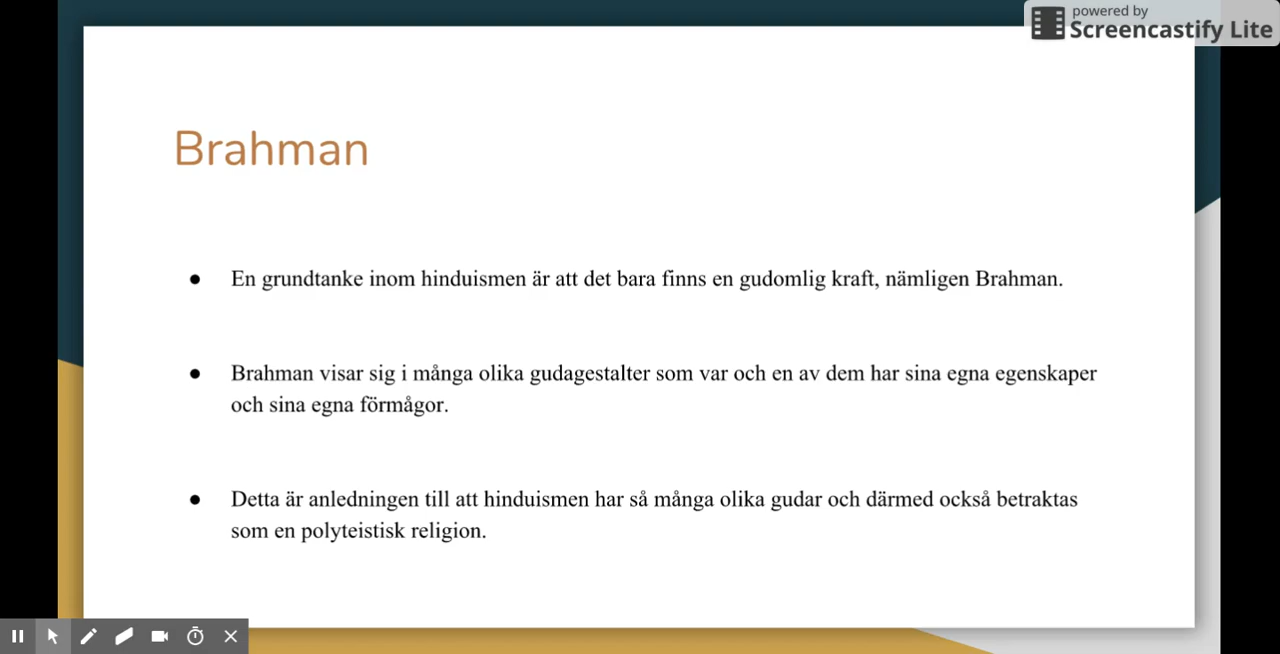 powered by
Screencastify Lite
Brahman
● En grundtanke inom hinduismen är att det bara finns en gudomlig kraft, nämligen Brahman.
● Brahman visar sig i många olika gudagestalter som var och en av dem har sina egna egenskaper
och sina egna förmågor.
● Detta är anledningen till att hinduismen har så många olika gudar och därmed också betraktas
som en polyteistisk religion.